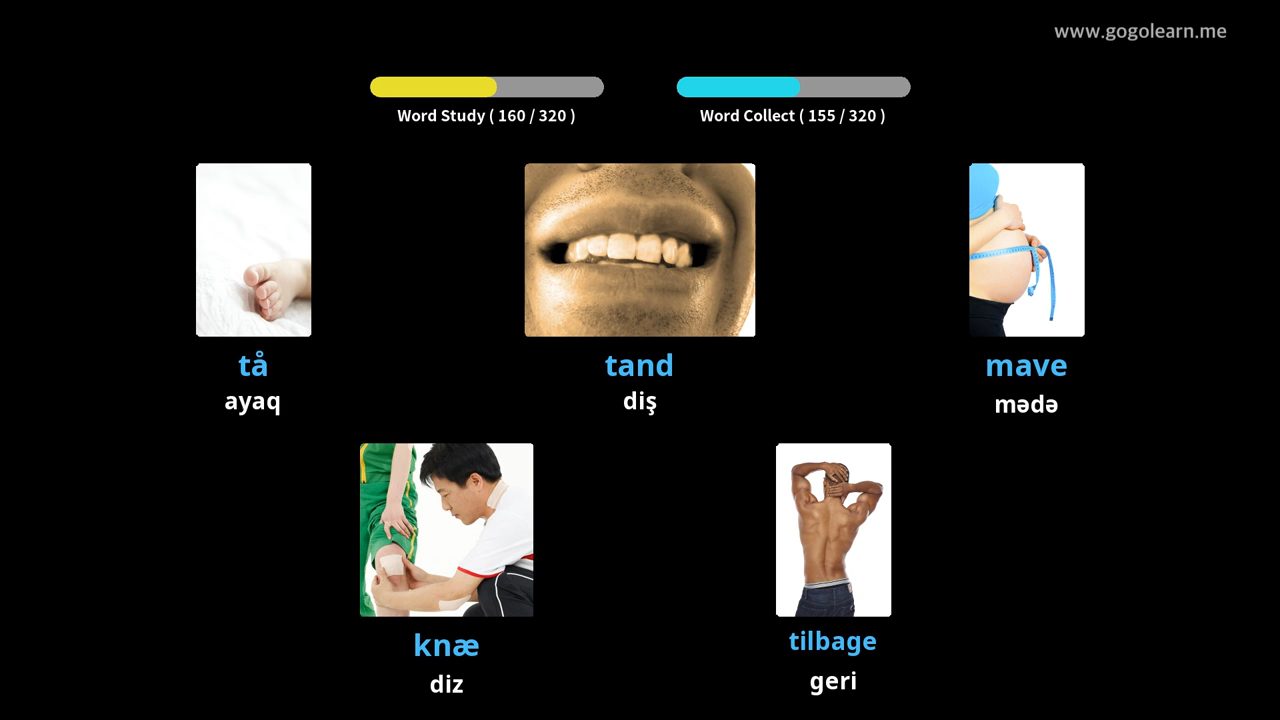 www.gogolearn.me
Word Study ( 160 / 320 )
Word Collect ( 155 / 320 )
tå
tand
mave
ayaq
diş
mədə
knæ
tilbage
diz
geri